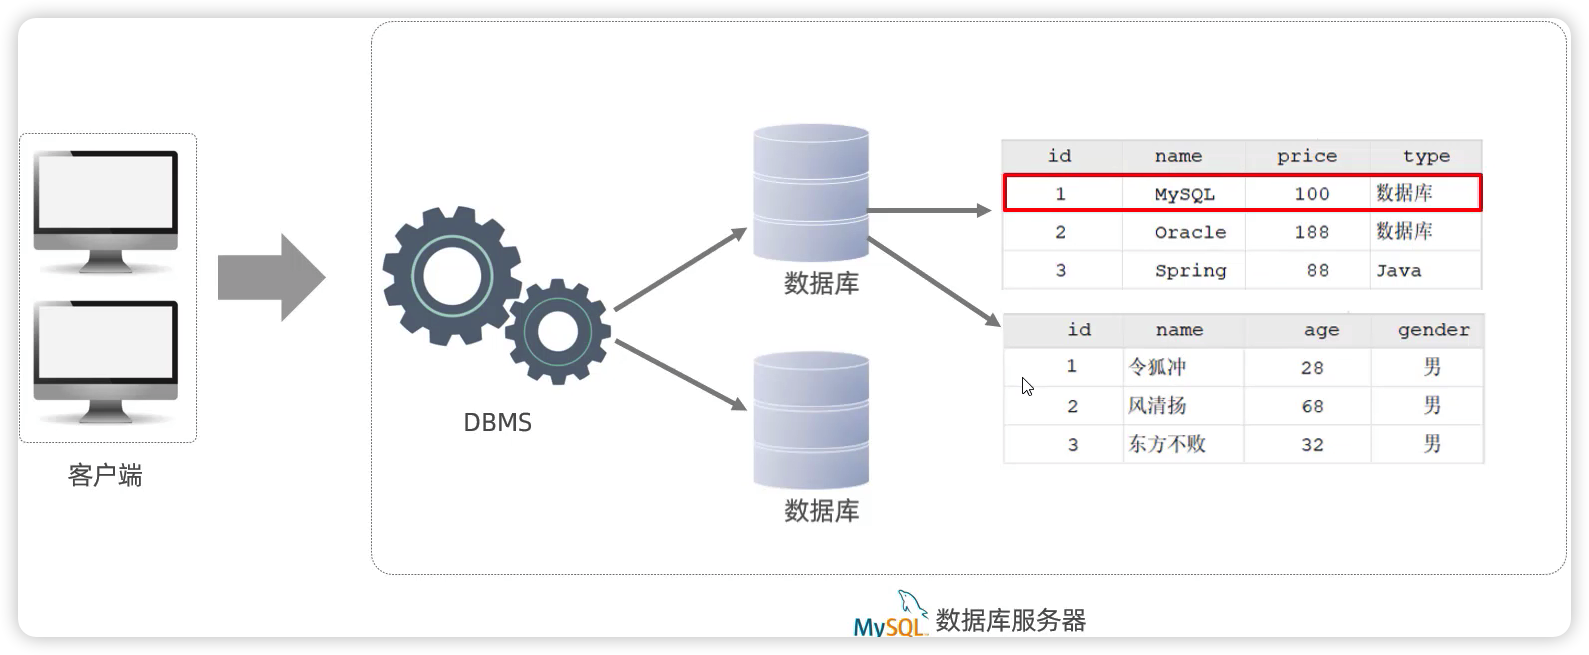 客户端
DBMS
数据库
数据库
id name price type
1 MySQL 100 数据库
2 Oracle 188 数据库
3 Spring 88 Java
id name age gender
1 令狐冲 28 男
2 风清扬 68 男
3 东方不败 32 男
MySQL 数据库服务器